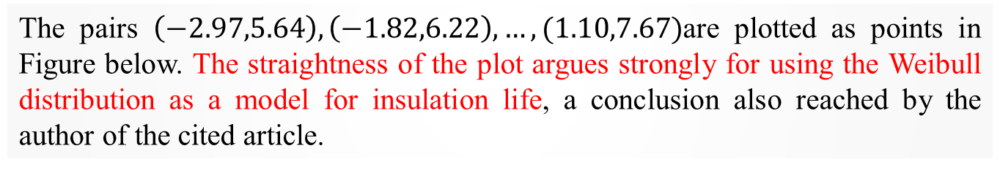 The pairs (−2.97,5.64), (−1.82,6.22), … , (1.10,7.67)are plotted as points in
Figure below. The straightness of the plot argues strongly for using the Weibull
distribution as a model for insulation life, a conclusion also reached by the
author of the cited article.